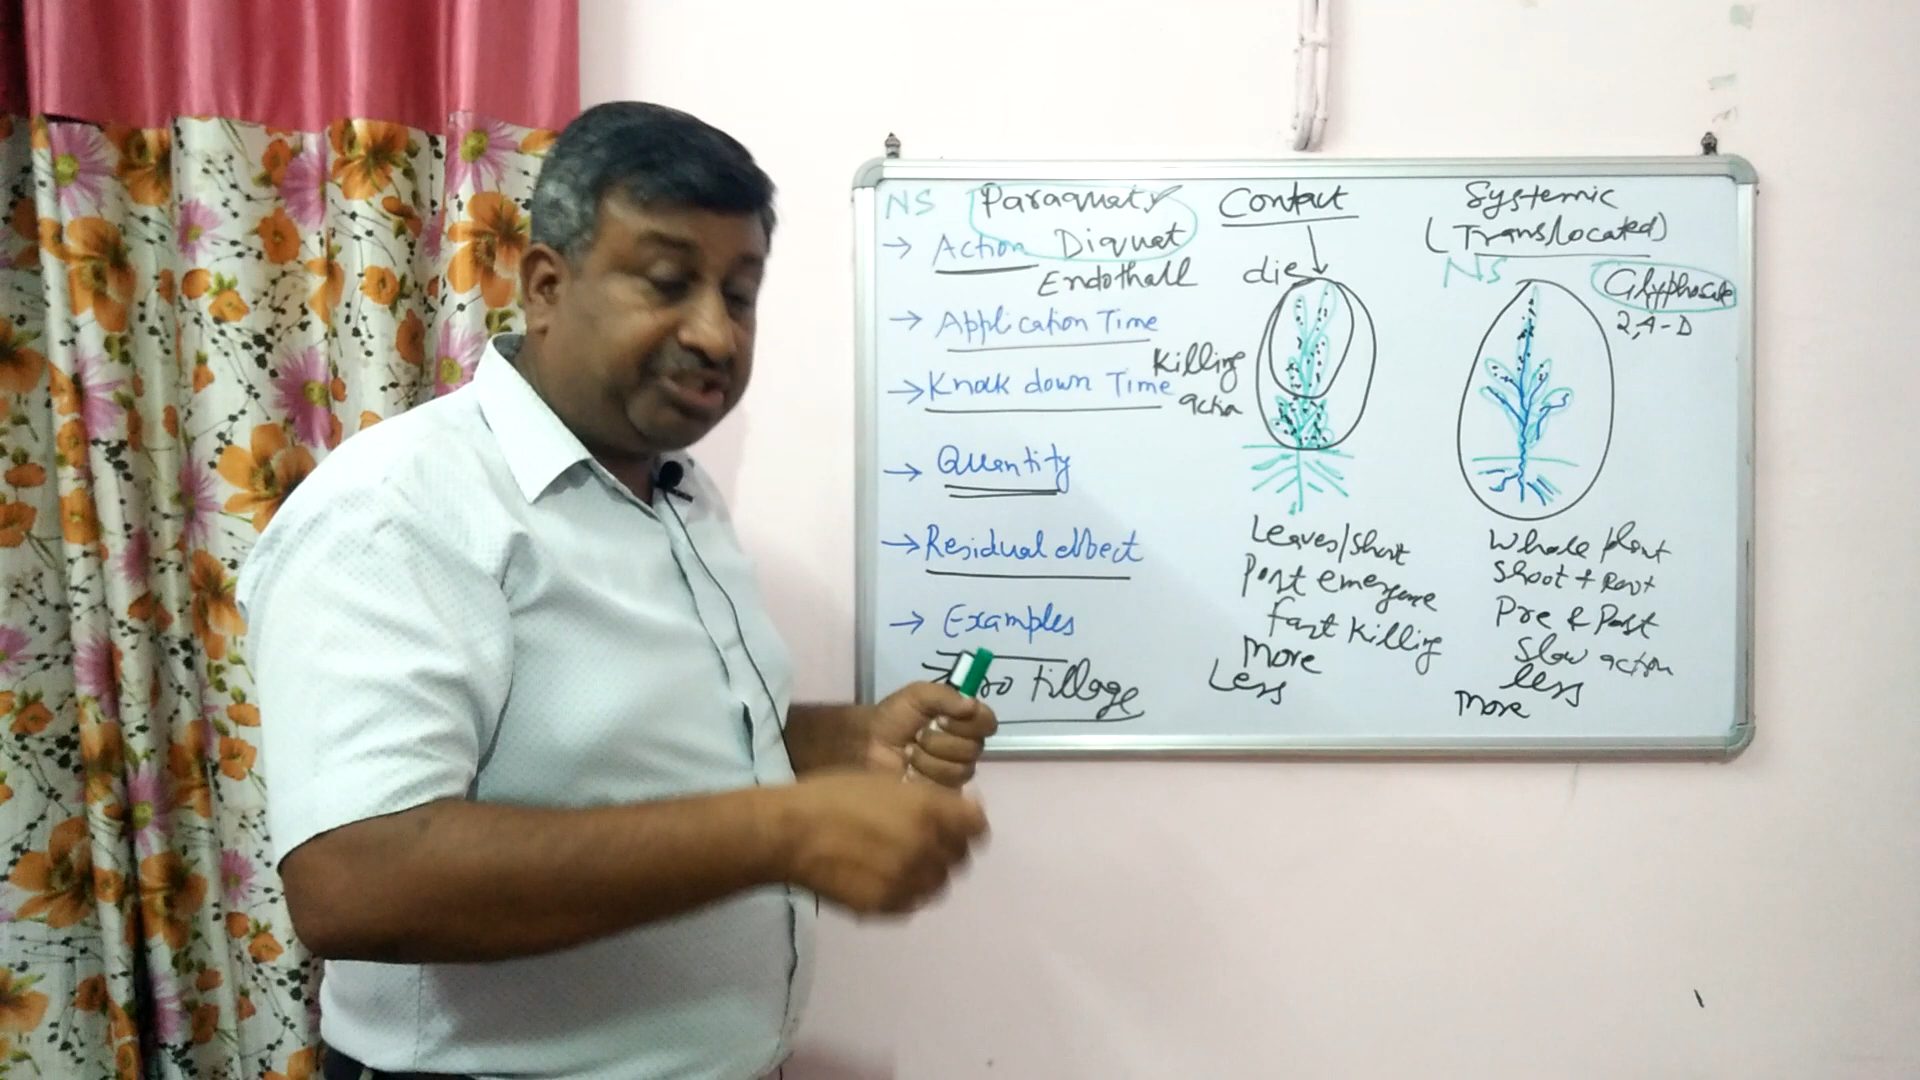 NS Paraquat Contact Systemic
→ Action Diquat (Translocated)
Endothall die NS Glyphosate
→ Application Time 2,4-D
→ Knock down Time Killing
action
→ Quantity
→ Residual effect Leaves/Shoot Whole plant
Post emergence Shoot + Root
→ Examples Fast Killing Pre & Post
More Slow action
tillage Less less
More